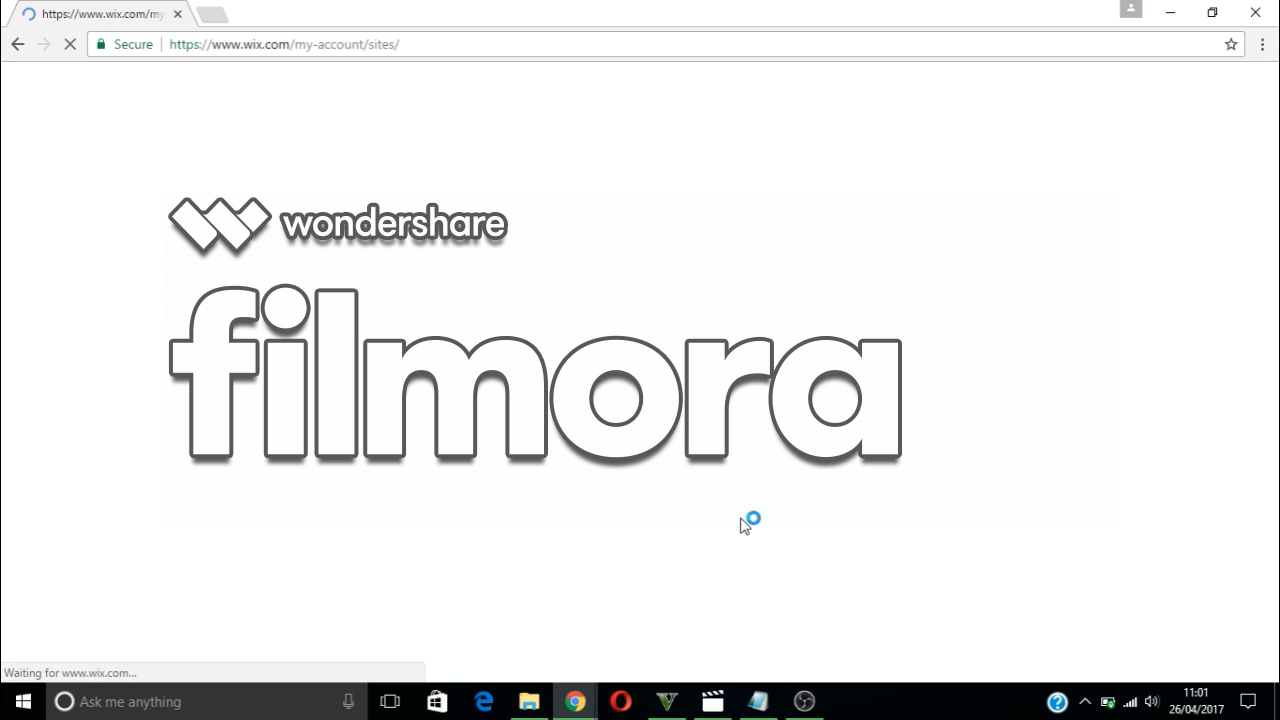 https://www.wix.com/my
Secure
https://www.wix.com/my-account/sites/
wondershare
filmora
Waiting for www.wix.com...
Ask me anything
11:01
26/04/2017